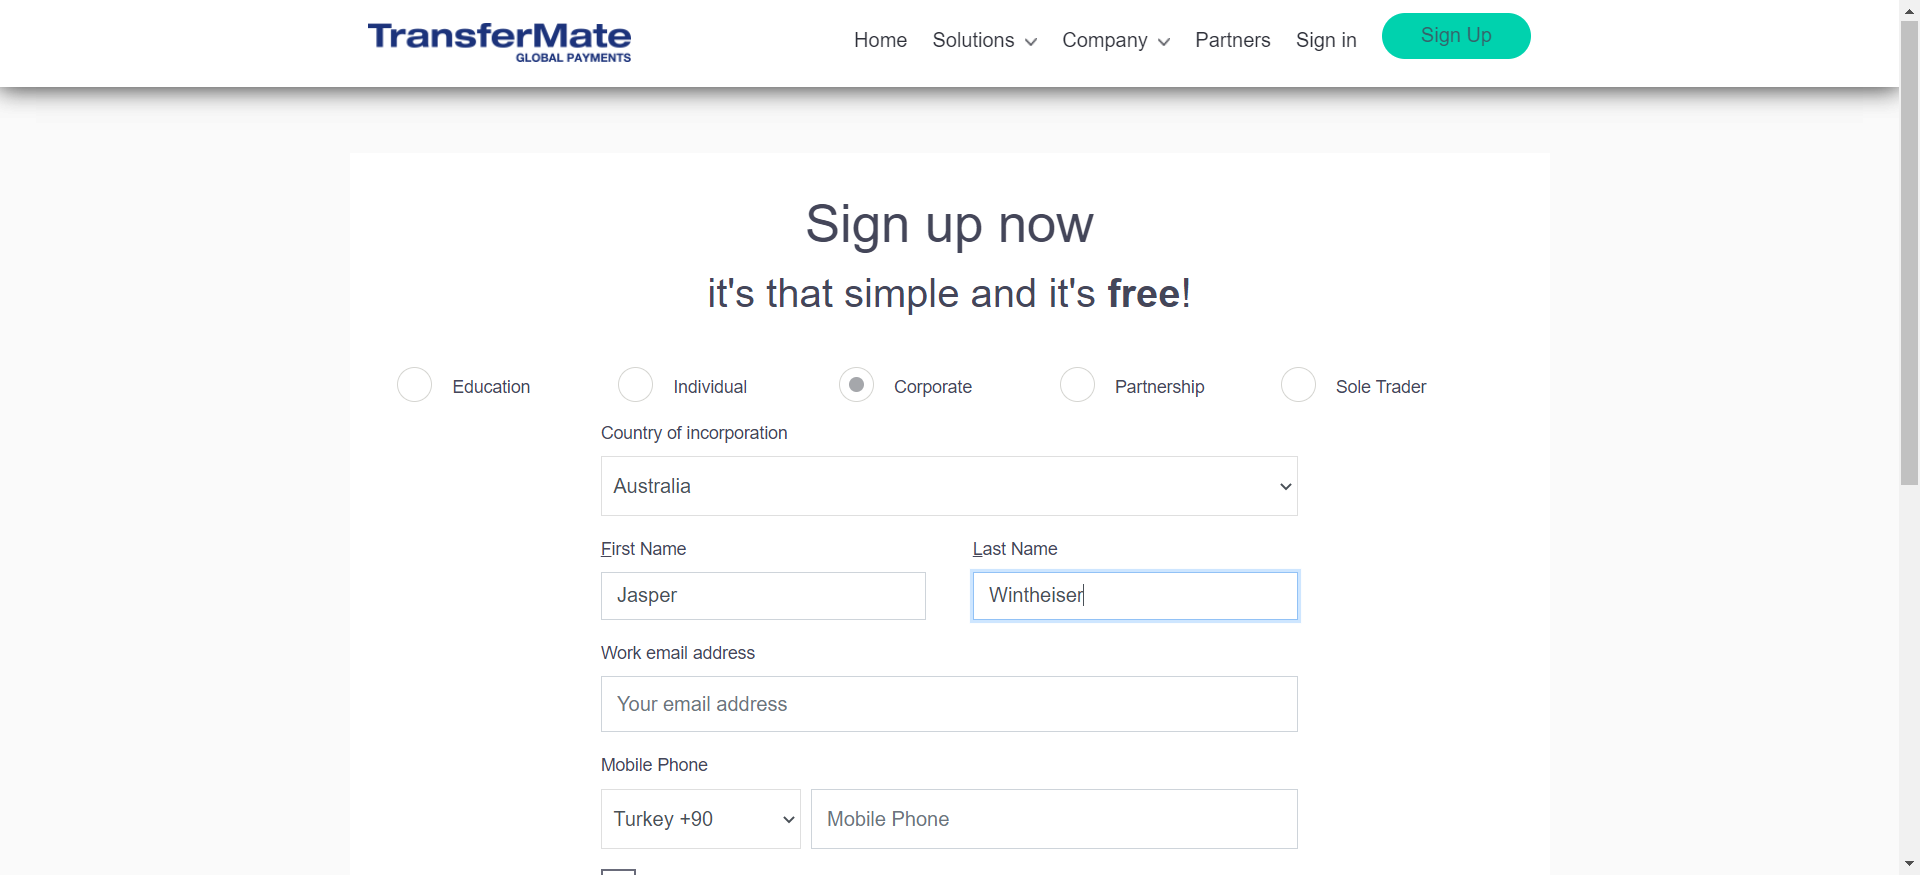 TransferMate
GLOBAL PAYMENTS
Home Solutions Company Partners Sign in Sign Up
Sign up now
it's that simple and it's free!
Education Individual Corporate Partnership Sole Trader
Country of incorporation
Australia
First Name Last Name
Jasper Wintheiser
Work email address
Your email address
Mobile Phone
Turkey +90 Mobile Phone